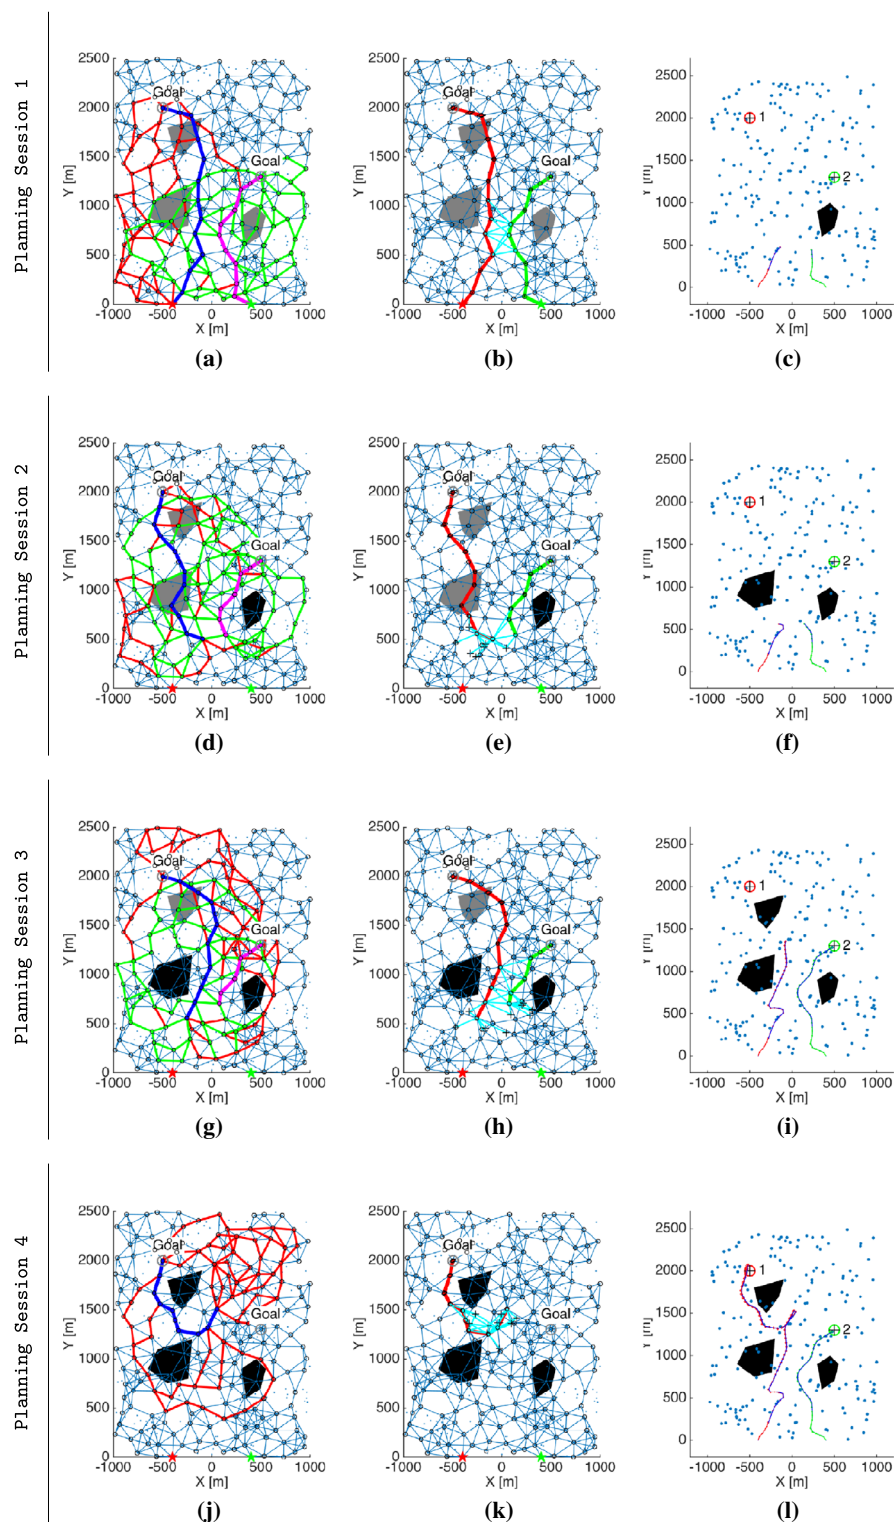 Planning Session 1
2500
2000
1500
1000
500
0
Y [m]
Goal
Goal
-1000 -500 0 500 1000
X [m]
(a)
2500
2000
1500
1000
500
0
Y [m]
Goal
Goal
-1000 -500 0 500 1000
X [m]
(b)
2500
2000
1500
1000
500
0
Y [m]
1
2
-1000 -500 0 500 1000
X [m]
(c)
Planning Session 2
2500
2000
1500
1000
500
0
Y [m]
Goal
Goal
-1000 -500 0 500 1000
X [m]
(d)
2500
2000
1500
1000
500
0
Y [m]
Goal
Goal
-1000 -500 0 500 1000
X [m]
(e)
2500
2000
1500
1000
500
0
Y [m]
1
2
-1000 -500 0 500 1000
X [m]
(f)
Planning Session 3
2500
2000
1500
1000
500
0
Y [m]
Goal
Goal
-1000 -500 0 500 1000
X [m]
(g)
2500
2000
1500
1000
500
0
Y [m]
Goal
Goal
-1000 -500 0 500 1000
X [m]
(h)
2500
2000
1500
1000
500
0
Y [m]
1
2
-1000 -500 0 500 1000
X [m]
(i)
Planning Session 4
2500
2000
1500
1000
500
0
Y [m]
Goal
Goal
-1000 -500 0 500 1000
X [m]
(j)
2500
2000
1500
1000
500
0
Y [m]
Goal
Goal
-1000 -500 0 500 1000
X [m]
(k)
2500
2000
1500
1000
500
0
Y [m]
1
2
-1000 -500 0 500 1000
X [m]
(l)